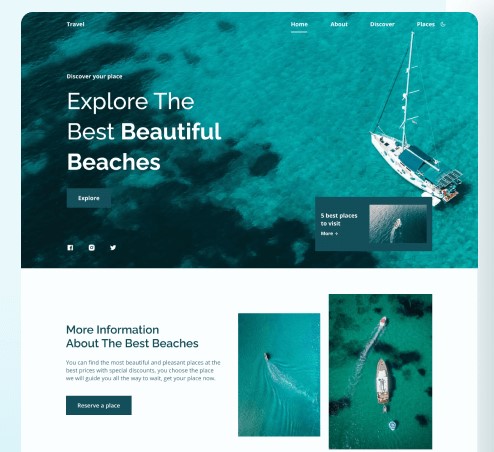 Travel
Home
About
Discover
Places
Discover your place
Explore The
Best Beautiful
Beaches
Explore
5 best places
to visit
More
More Information
About The Best Beaches
You can find the most beautiful and pleasant places at the
best prices with special discounts, you choose the place
we will guide you all the way to wait, get your place now.
Reserve a place